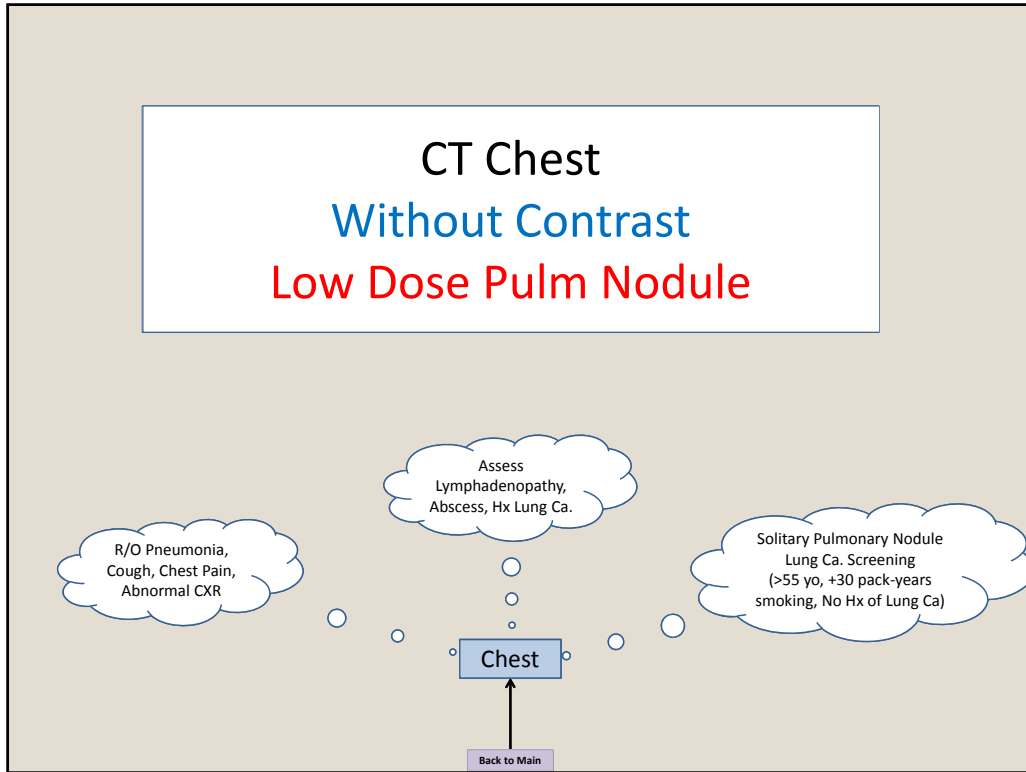 CT Chest
Without Contrast
Low Dose Pulm Nodule
Assess
Lymphadenopathy,
Abscess, Hx Lung Ca.
R/O Pneumonia,
Cough, Chest Pain,
Abnormal CXR
Solitary Pulmonary Nodule
Lung Ca. Screening
(>55 yo, +30 pack-years
smoking, No Hx of Lung Ca)
Chest
Back to Main